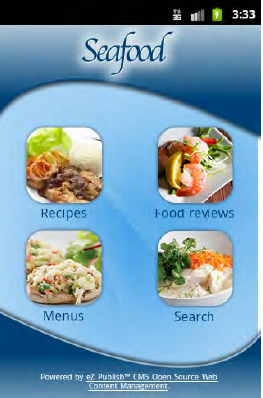 3:33
Seafood
Recipes
Food reviews
Menus
Search
Powered by eZ Publish™ CMS Open Source Web
Content Management.